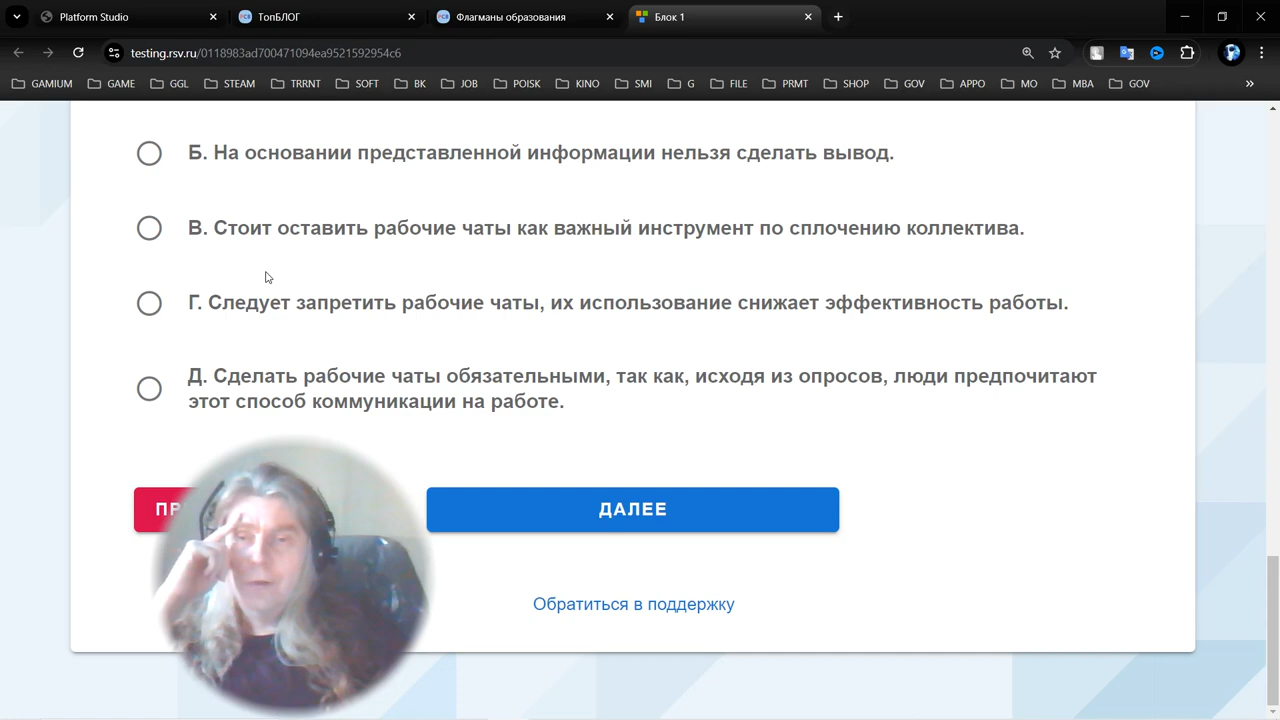 Platform Studio
ТопБЛОГ
Флагманы образования
Блок 1
testing.rsv.ru/0118983ad700471094ea9521592954c6
GAMIUM GAME GGL STEAM TRRNT SOFT BK JOB POISK KINO SMI G FILE PRMT SHOP GOV APPO MO MBA GOV
Б. На основании представленной информации нельзя сделать вывод.
В. Стоит оставить рабочие чаты как важный инструмент по сплочению коллектива.
Г. Следует запретить рабочие чаты, их использование снижает эффективность работы.
Д. Сделать рабочие чаты обязательными, так как, исходя из опросов, люди предпочитают
этот способ коммуникации на работе.
ДАЛЕЕ
Обратиться в поддержку